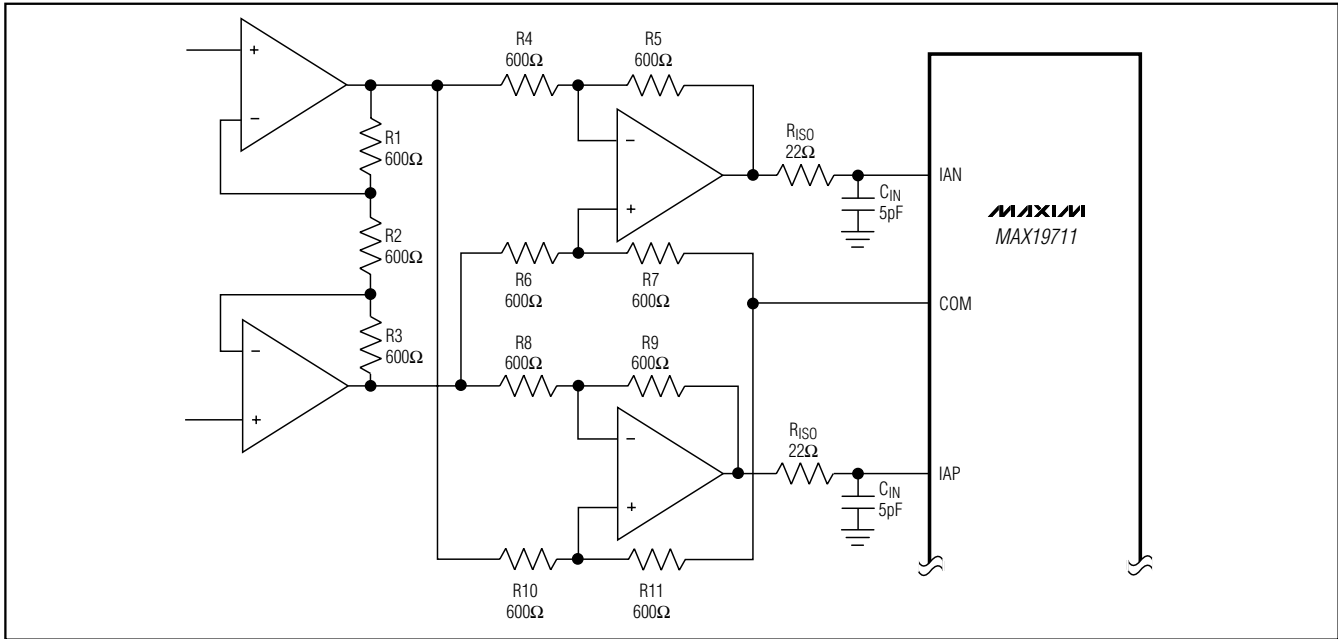 R4
600Ω
R5
600Ω
+
−
R1
600Ω
R2
600Ω
R3
600Ω
−
+
−
+
R6
600Ω
R7
600Ω
R8
600Ω
R9
600Ω
−
+
R10
600Ω
R11
600Ω
RISO
22Ω
CIN
5pF
RISO
22Ω
CIN
5pF
IAN
MAXIM
MAX19711
COM
IAP